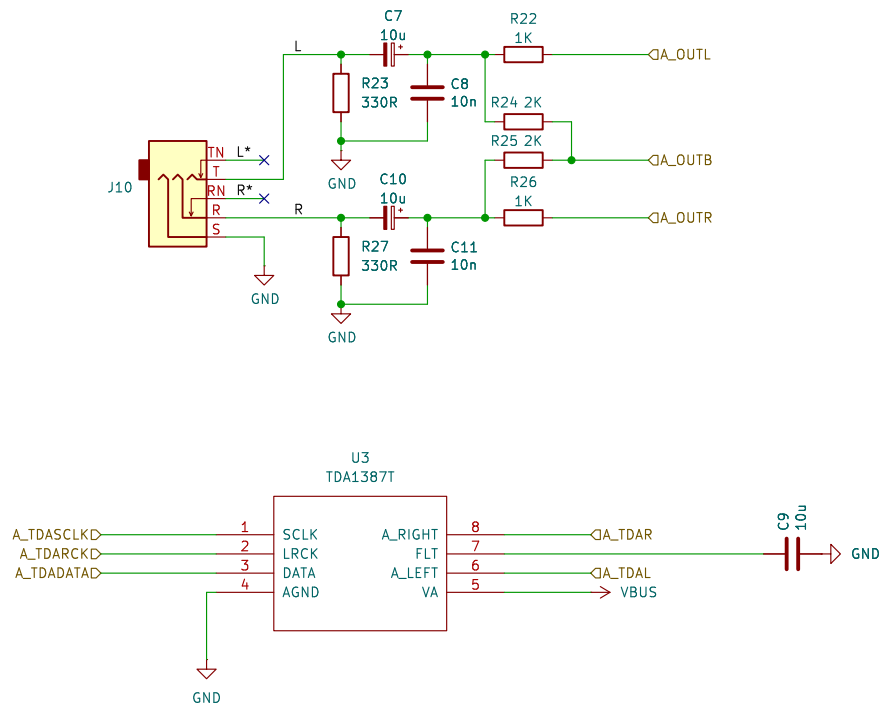 C7
10u
+
R22
1K
A_OUTL
L
R23
330R
C8
10n
R24 2K
R25 2K
A_OUTB
GND
J10
TN
L*
T
RN
R*
R
R
S
GND
C10
10u
+
R26
1K
A_OUTR
R27
330R
C11
10n
GND
U3
TDA1387T
A_TDASCLK
1
SCLK
A_RIGHT
8
A_TDAR
A_TDARCK
2
LRCK
FLT
7
C9
10u
GND
A_TDADATA
3
DATA
A_LEFT
6
A_TDAL
4
AGND
VA
5
VBUS
GND